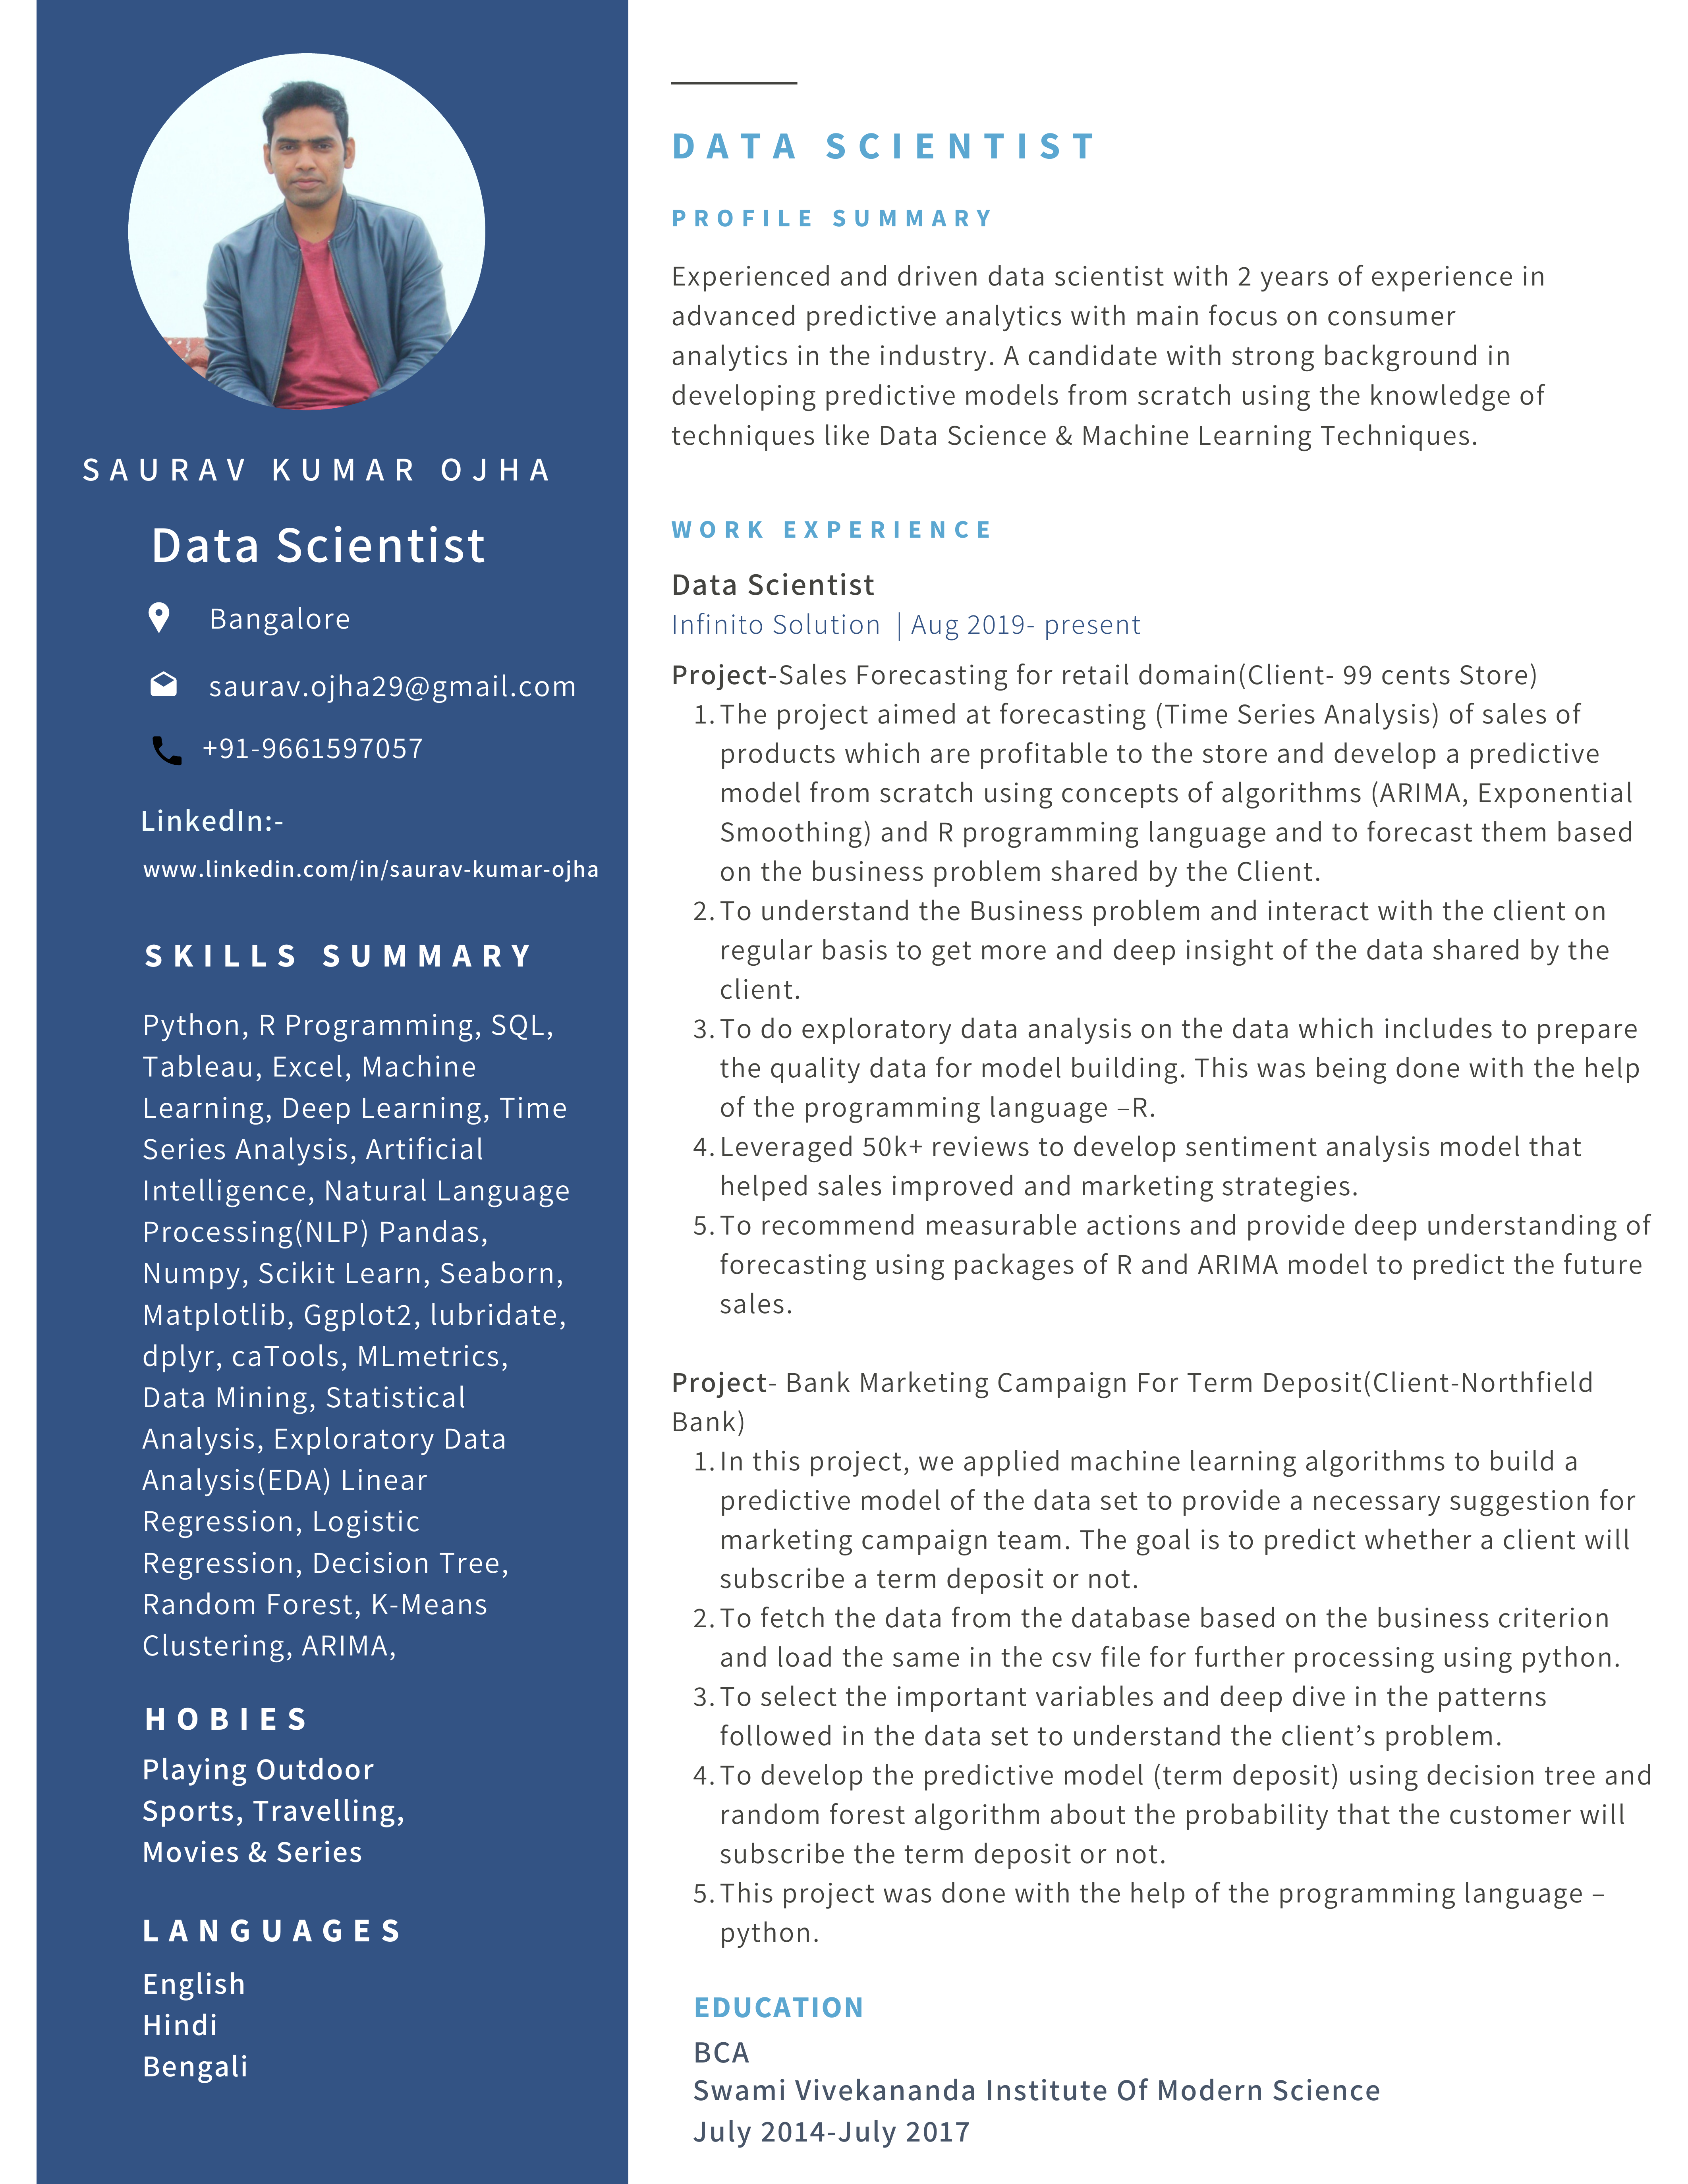 SAURAV KUMAR OJHA
Data Scientist
Bangalore
saurav.ojha29@gmail.com
+91-9661597057
LinkedIn:-
www.linkedin.com/in/saurav-kumar-ojha
SKILLS SUMMARY
Python, R Programming, SQL,
Tableau, Excel, Machine
Learning, Deep Learning, Time
Series Analysis, Artificial
Intelligence, Natural Language
Processing(NLP) Pandas,
Numpy, Scikit Learn, Seaborn,
Matplotlib, Ggplot2, lubridate,
dplyr, caTools, MLmetrics,
Data Mining, Statistical
Analysis, Exploratory Data
Analysis(EDA) Linear
Regression, Logistic
Regression, Decision Tree,
Random Forest, K-Means
Clustering, ARIMA,
HOBIES
Playing Outdoor
Sports, Travelling,
Movies & Series
LANGUAGES
English
Hindi
Bengali
DATA SCIENTIST
PROFILE SUMMARY
Experienced and driven data scientist with 2 years of experience in
advanced predictive analytics with main focus on consumer
analytics in the industry. A candidate with strong background in
developing predictive models from scratch using the knowledge of
techniques like Data Science & Machine Learning Techniques.
WORK EXPERIENCE
Data Scientist
Infinito Solution | Aug 2019- present
Project-Sales Forecasting for retail domain(Client- 99 cents Store)
1. The project aimed at forecasting (Time Series Analysis) of sales of
products which are profitable to the store and develop a predictive
model from scratch using concepts of algorithms (ARIMA, Exponential
Smoothing) and R programming language and to forecast them based
on the business problem shared by the Client.
2. To understand the Business problem and interact with the client on
regular basis to get more and deep insight of the data shared by the
client.
3. To do exploratory data analysis on the data which includes to prepare
the quality data for model building. This was being done with the help
of the programming language –R.
4. Leveraged 50k+ reviews to develop sentiment analysis model that
helped sales improved and marketing strategies.
5. To recommend measurable actions and provide deep understanding of
forecasting using packages of R and ARIMA model to predict the future
sales.
Project- Bank Marketing Campaign For Term Deposit(Client-Northfield
Bank)
1. In this project, we applied machine learning algorithms to build a
predictive model of the data set to provide a necessary suggestion for
marketing campaign team. The goal is to predict whether a client will
subscribe a term deposit or not.
2. To fetch the data from the database based on the business criterion
and load the same in the csv file for further processing using python.
3. To select the important variables and deep dive in the patterns
followed in the data set to understand the client’s problem.
4. To develop the predictive model (term deposit) using decision tree and
random forest algorithm about the probability that the customer will
subscribe the term deposit or not.
5. This project was done with the help of the programming language –
python.
EDUCATION
BCA
Swami Vivekananda Institute Of Modern Science
July 2014-July 2017